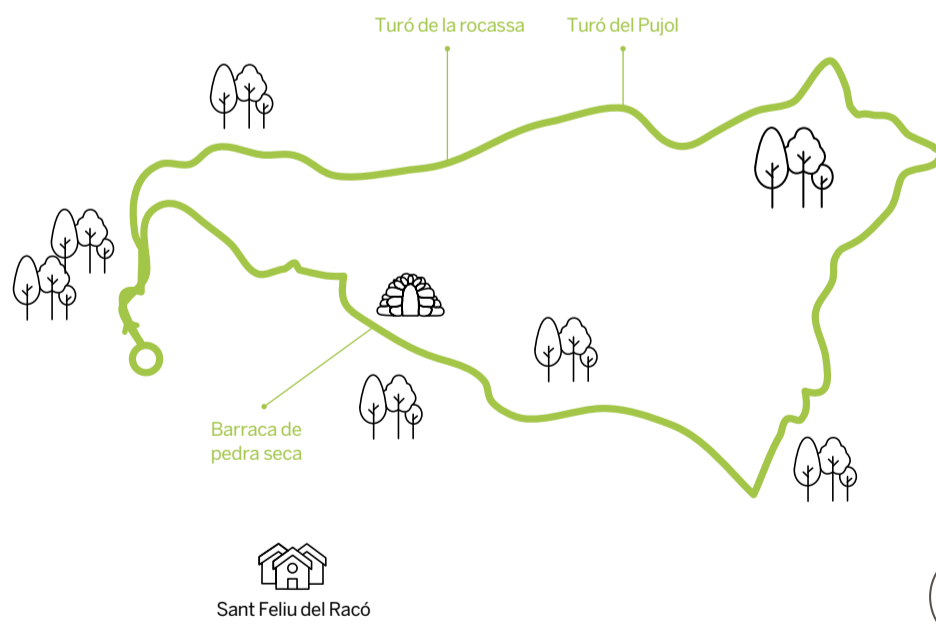 Turó de la rocassa
Turó del Pujol
Barraca de
pedra seca
Sant Feliu del Racó